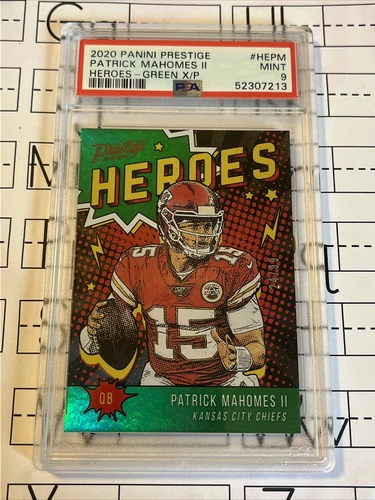 2020 PANINI PRESTIGE #HEPM
PATRICK MAHOMES II MINT
HEROES - GREEN X/P 9
PSA 52307213
Prestige
HEROES
15
15
QB
PATRICK MAHOMES II
KANSAS CITY CHIEFS